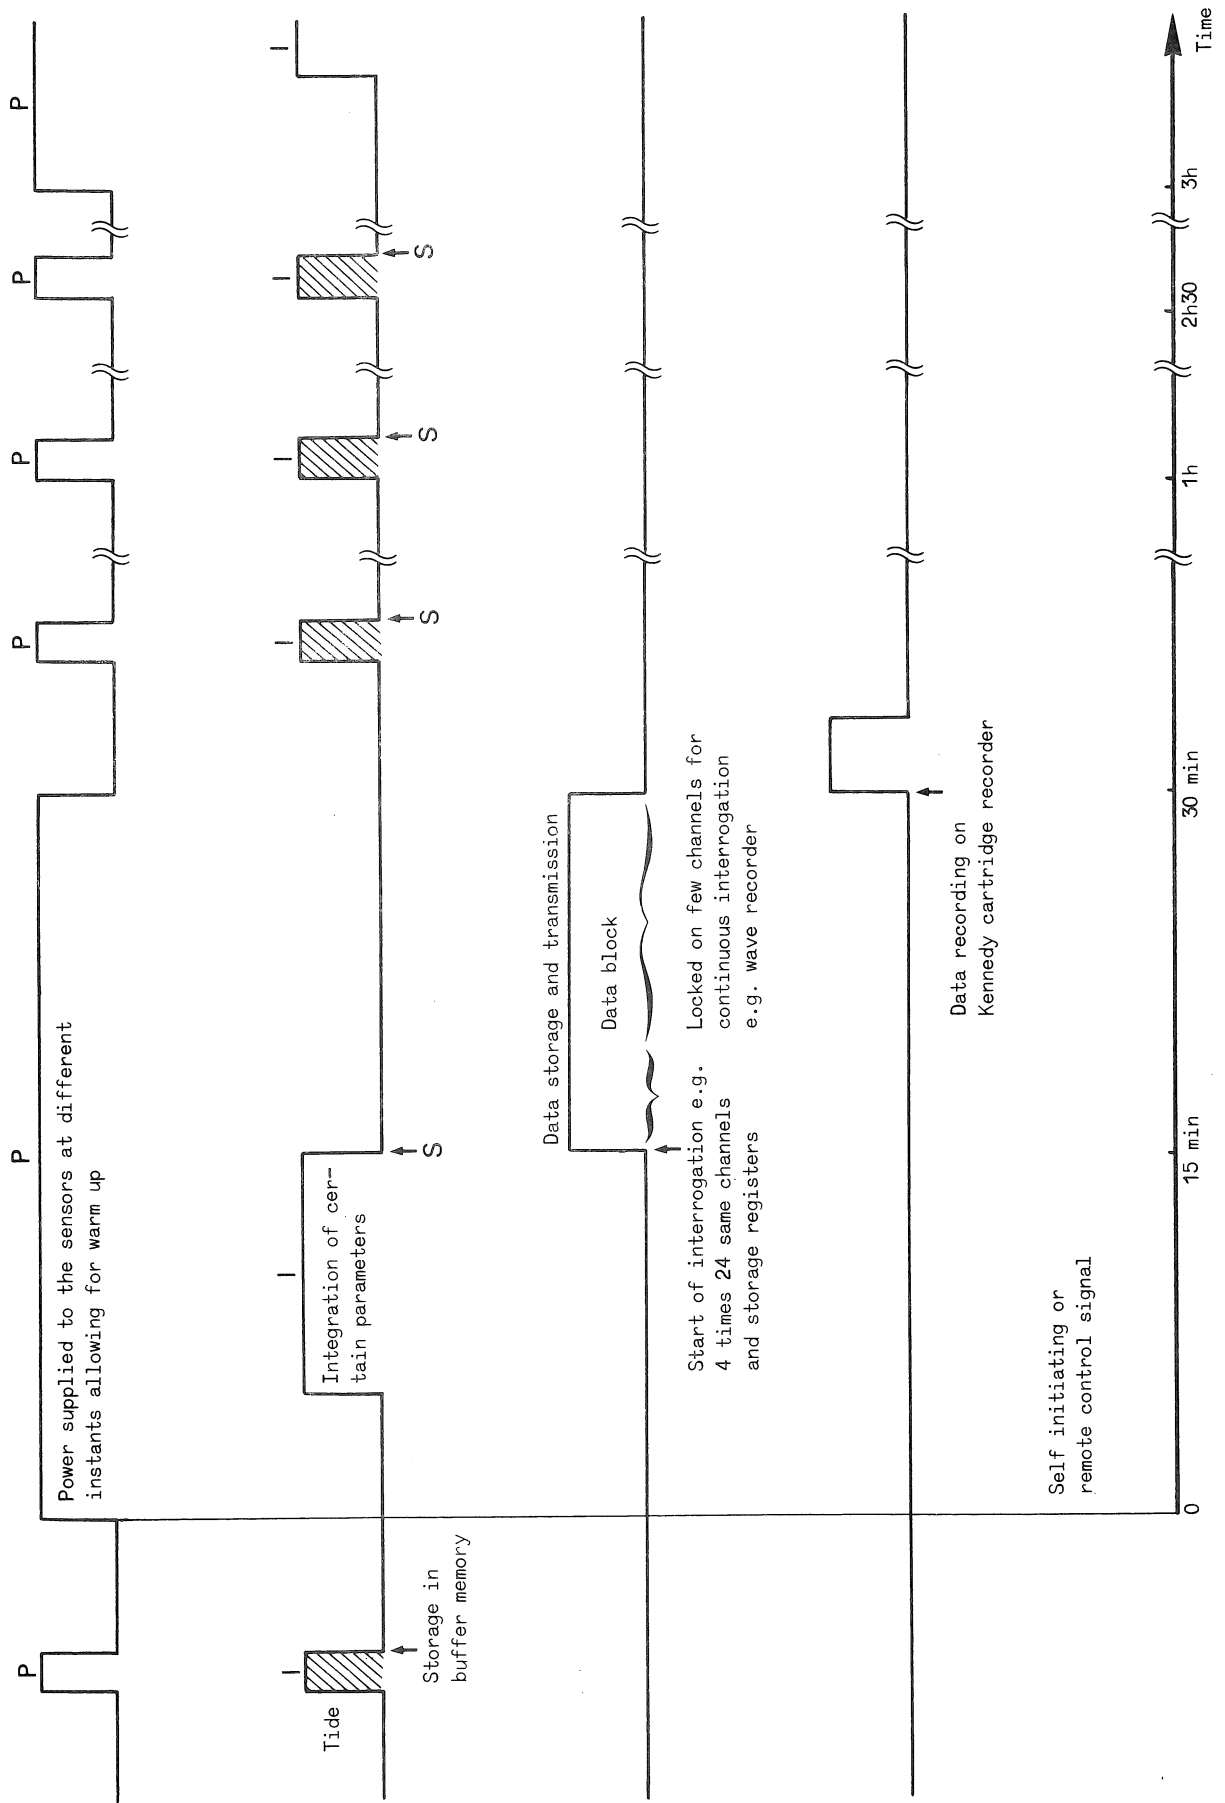 P
P
P
P
P
P
Power supplied to the sensors at different
instants allowing for warm up
I
I
I
I
I
I
Tide
Integration of cer-
tain parameters
Storage in
buffer memory
S
S
S
S
Data storage and transmission
Data block
Start of interrogation e.g.
4 times 24 same channels
and storage registers
Locked on few channels for
continuous interrogation
e.g. wave recorder
Data recording on
Kennedy cartridge recorder
Self initiating or
remote control signal
0
15 min
30 min
1h
2h30
3h
Time